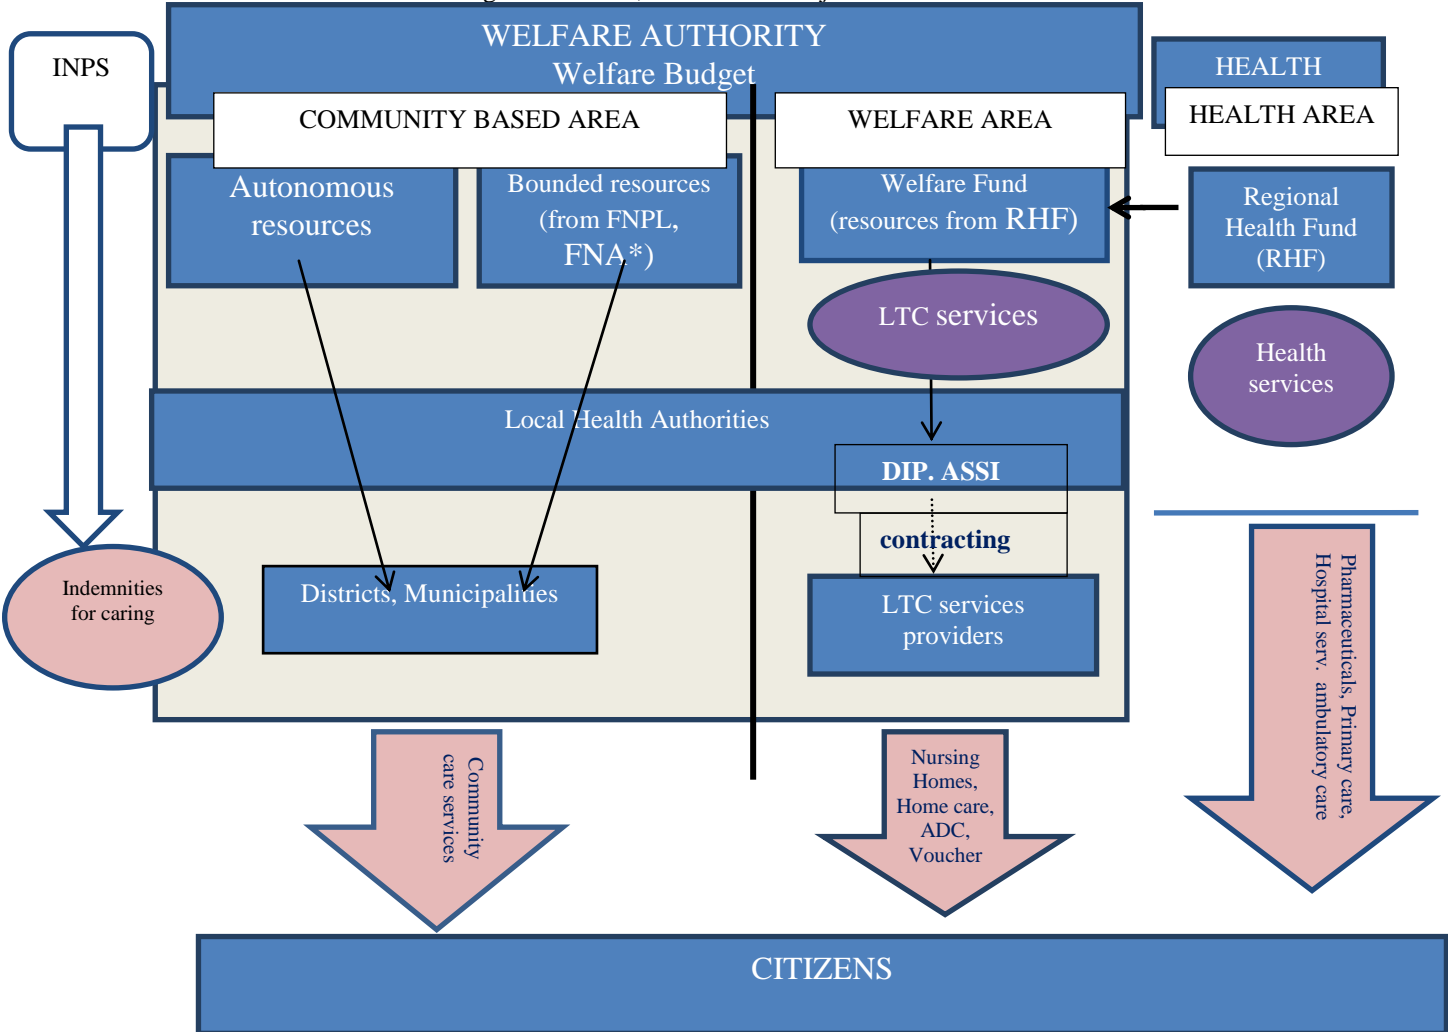 WELFARE AUTHORITY
Welfare Budget
INPS
HEALTH
COMMUNITY BASED AREA
WELFARE AREA
HEALTH AREA
Autonomous
resources
Bounded resources
(from FNPL,
FNA*)
Welfare Fund
(resources from RHF)
Regional
Health Fund
(RHF)
LTC services
Health
services
Local Health Authorities
DIP. ASSI
contracting
Indemnities
for caring
Districts, Municipalities
LTC services
providers
Pharmaceuticals, Primary care,
Hospital serv. ambulatory care
Community
care services
Nursing
Homes,
Home care,
ADC,
Voucher
CITIZENS